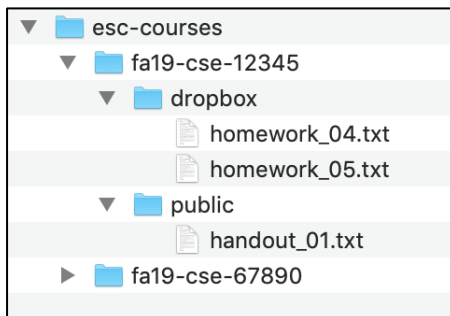 esc-courses
fa19-cse-12345
dropbox
homework_04.txt
homework_05.txt
public
handout_01.txt
fa19-cse-67890